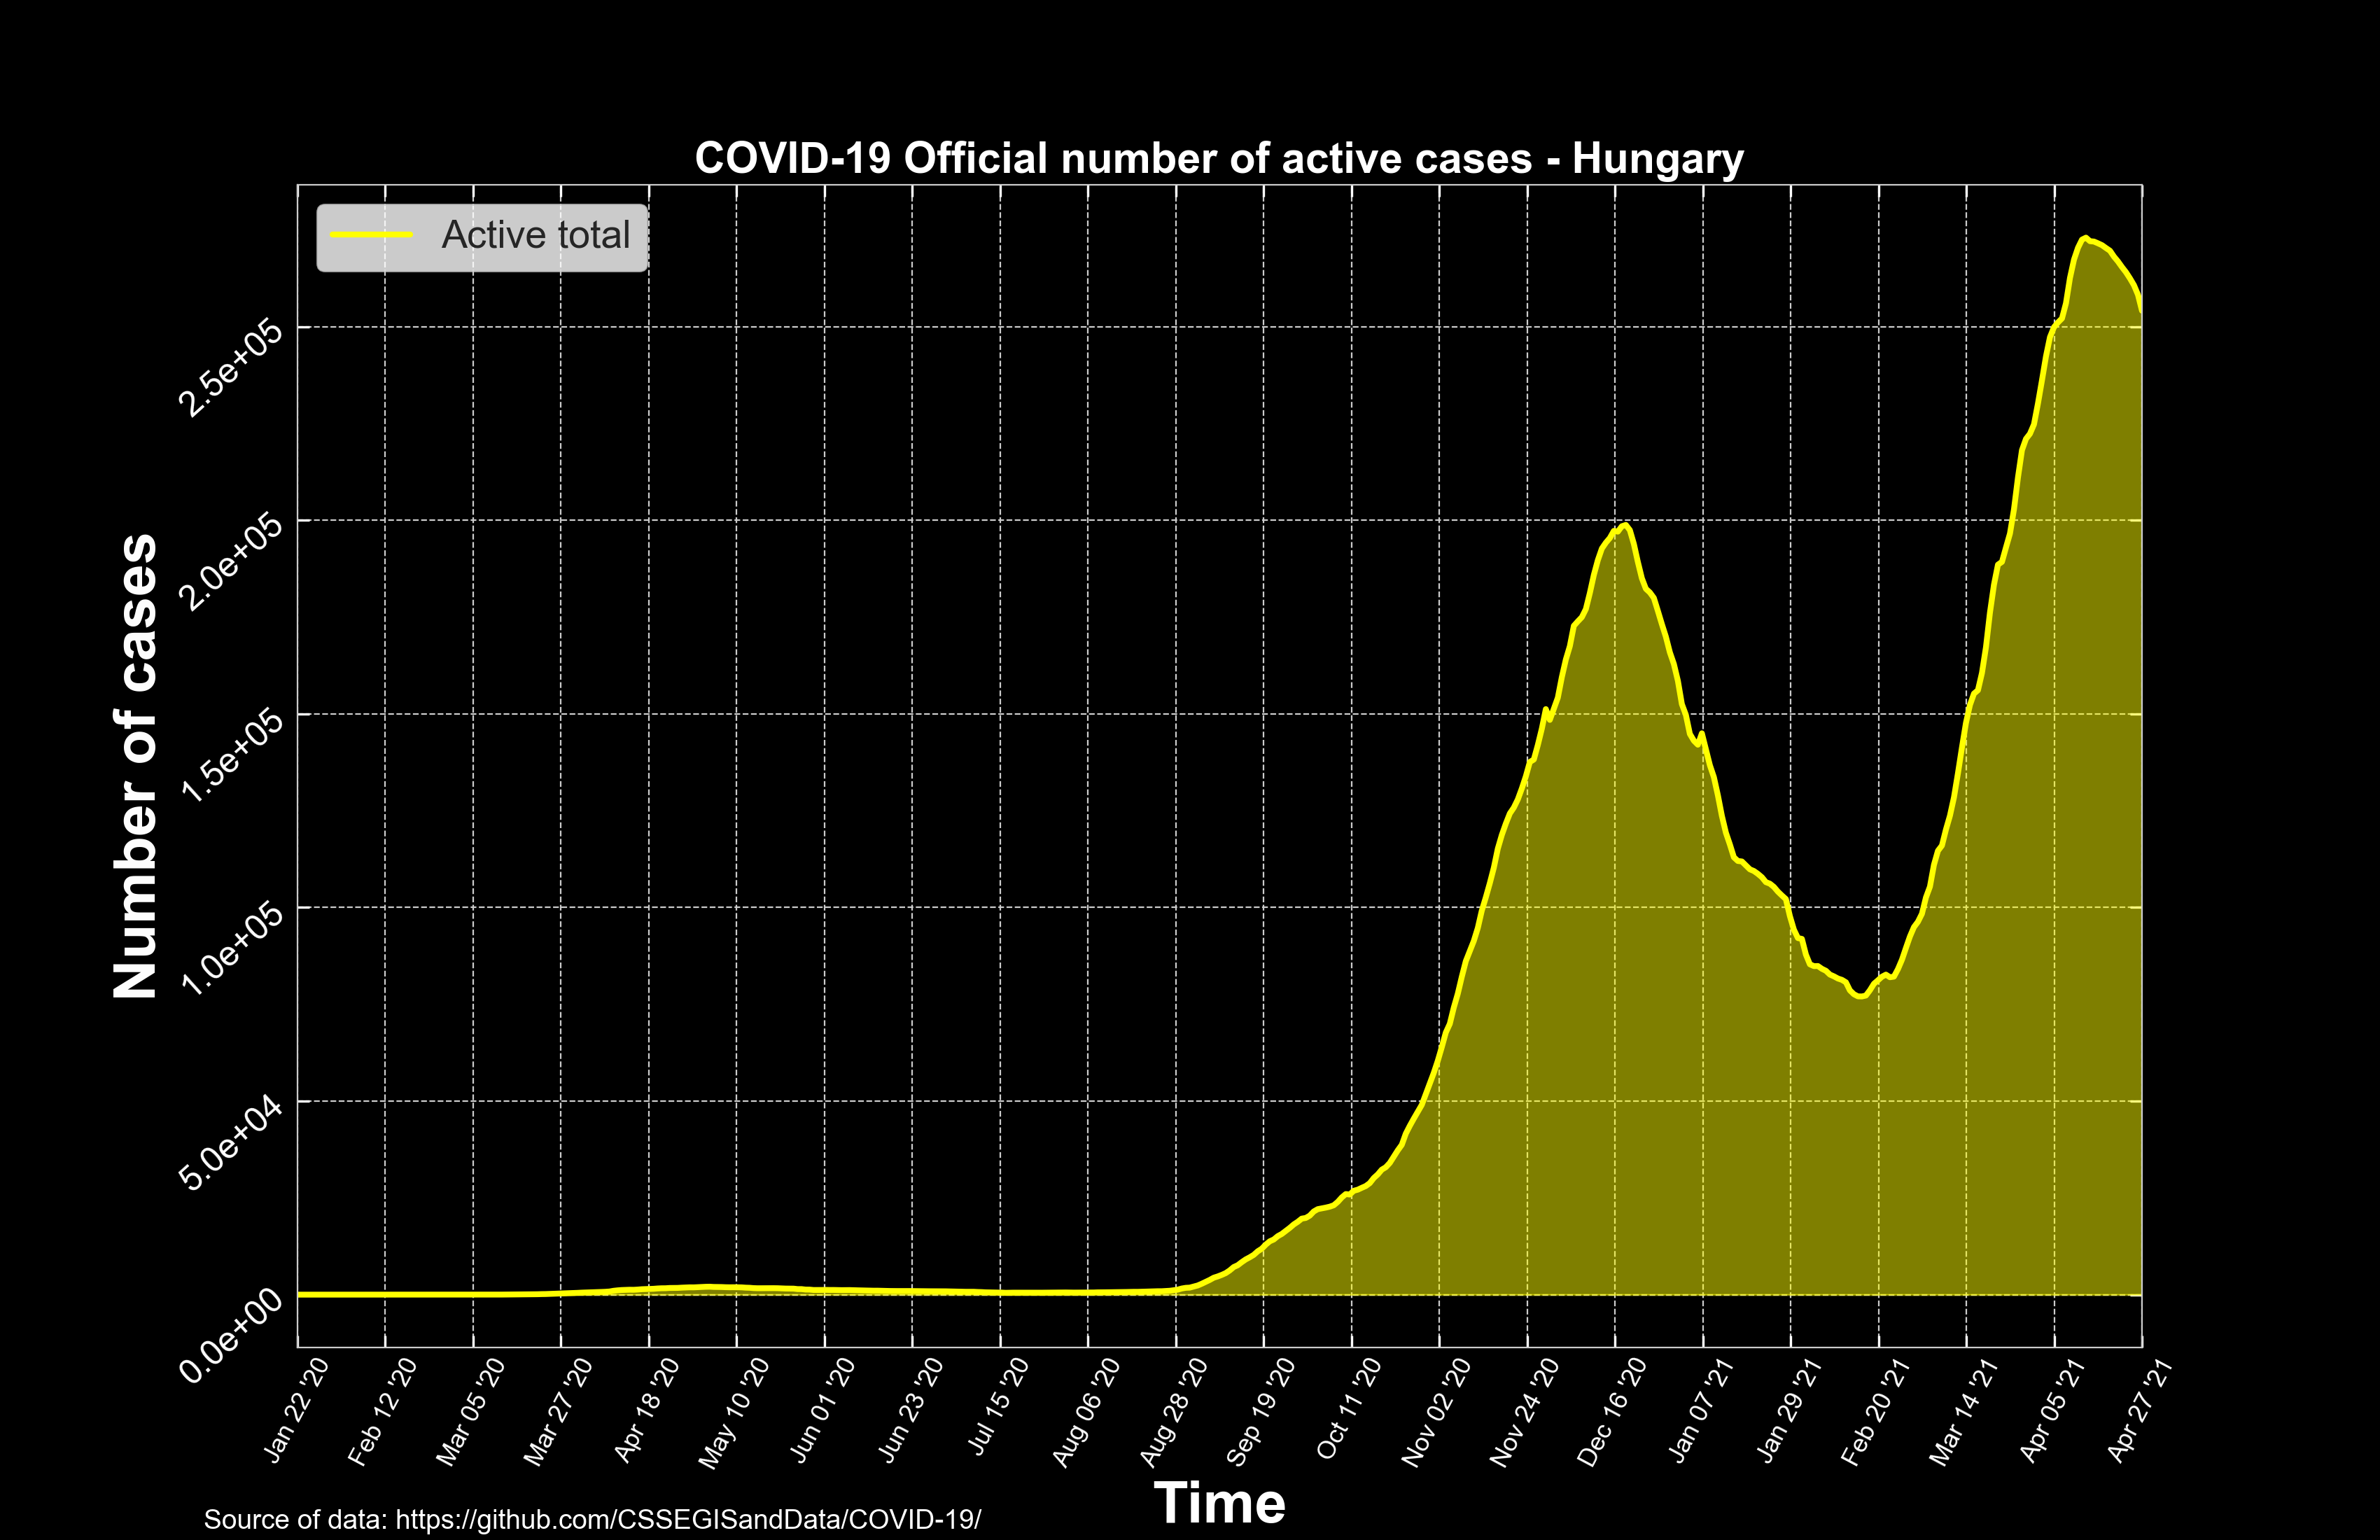 COVID-19 Official number of active cases - Hungary
Active total
Number of cases
2.5e+05
2.0e+05
1.5e+05
1.0e+05
5.0e+04
0.0e+00
Jan 22 '20
Feb 12 '20
Mar 05 '20
Mar 27 '20
Apr 18 '20
May 10 '20
Jun 01 '20
Jun 23 '20
Jul 15 '20
Aug 06 '20
Aug 28 '20
Sep 19 '20
Oct 11 '20
Nov 02 '20
Nov 24 '20
Dec 16 '20
Jan 07 '21
Jan 29 '21
Feb 20 '21
Mar 14 '21
Apr 05 '21
Apr 27 '21
Time
Source of data: https://github.com/CSSEGISandData/COVID-19/